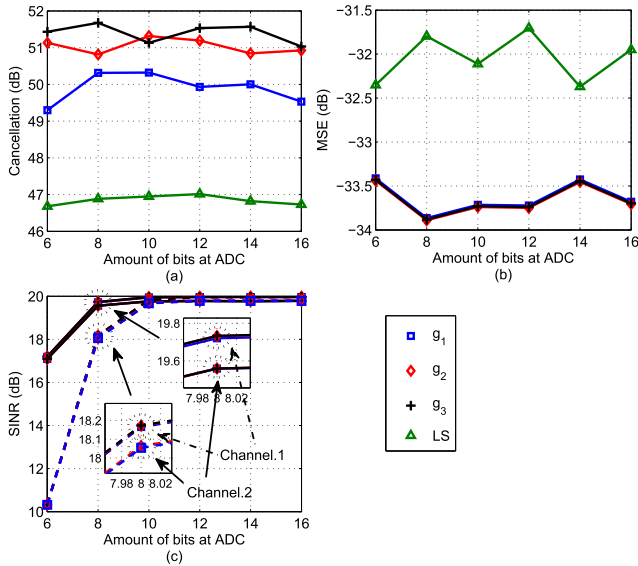 52
51
50
49
48
47
46
Cancellation (dB)
6 8 10 12 14 16
Amount of bits at ADC
(a)
−31.5
−32
−32.5
−33
−33.5
−34
MSE (dB)
6 8 10 12 14 16
Amount of bits at ADC
(b)
20
18
16
14
12
10
SINR (dB)
19.8
19.6
7.98 8 8.02
18.2
18.1
18
7.98 8 8.02
Channel.1
Channel.2
6 8 10 12 14 16
Amount of bits at ADC
(c)
g1
g2
g3
LS